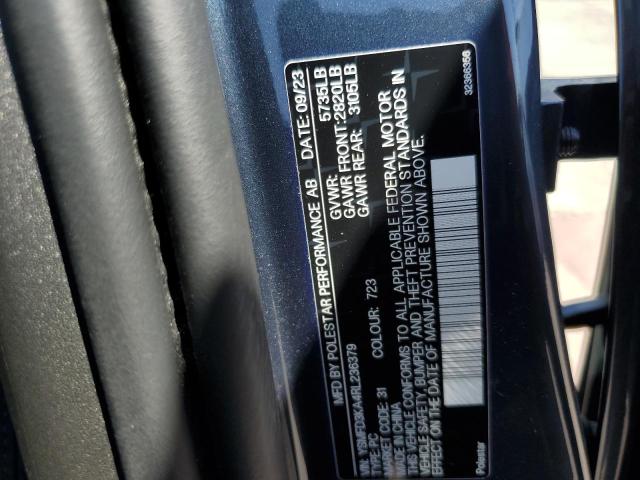 MFD BY POLESTAR PERFORMANCE AB DATE: 09/23
GVWR: 5735LB
GAWR FRONT:2820LB
GAWR REAR: 3105LB
TYPE: PC
MADE IN CHINA 31 COLOUR: 723
THIS VEHICLE CONFORMS TO ALL APPLICABLE FEDERAL MOTOR
VEHICLE SAFETY, BUMPER, AND THEFT PREVENTION STANDARDS IN
EFFECT ON THE DATE OF MANUFACTURE SHOWN ABOVE.
Polestar 32366356